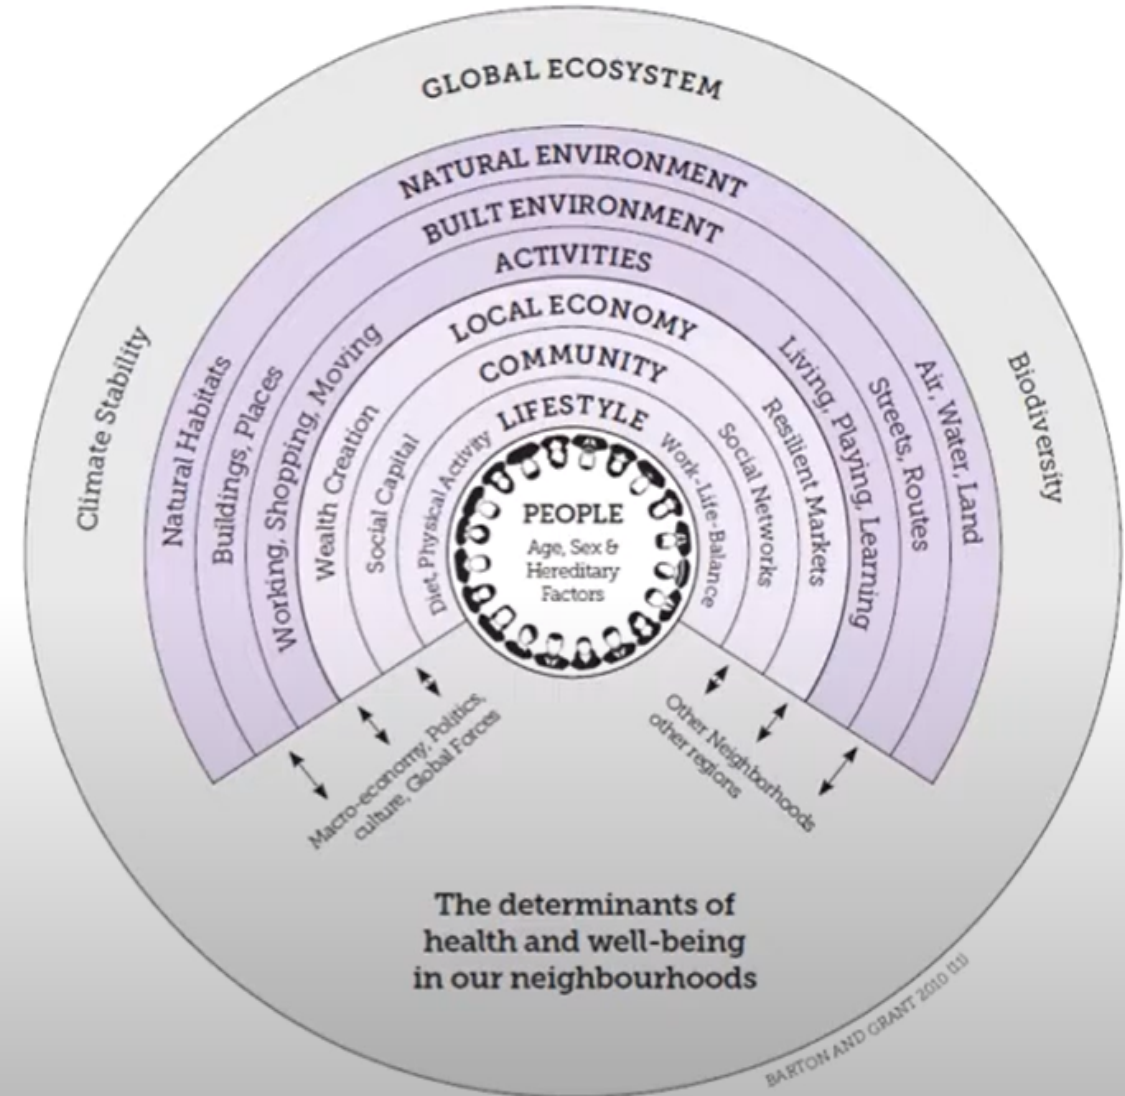 GLOBAL ECOSYSTEM
NATURAL ENVIRONMENT
BUILT ENVIRONMENT
ACTIVITIES
LOCAL ECONOMY
COMMUNITY
LIFESTYLE
Climate Stability
Natural Habitats
Buildings, Places
Working, Shopping, Moving
Wealth Creation
Social Capital
Diet, Physical Activity
PEOPLE
Age, Sex &
Hereditary
Factors
Work-Life-Balance
Social Networks
Resilient Markets
Living, Playing, Learning
Streets, Routes
Air, Water, Land
Biodiversity
Macro-economy, Politics,
culture, Global Forces
Other Neighborhoods
other regions
The determinants of
health and well-being
in our neighbourhoods
BARTON AND GRANT 2010 (11)